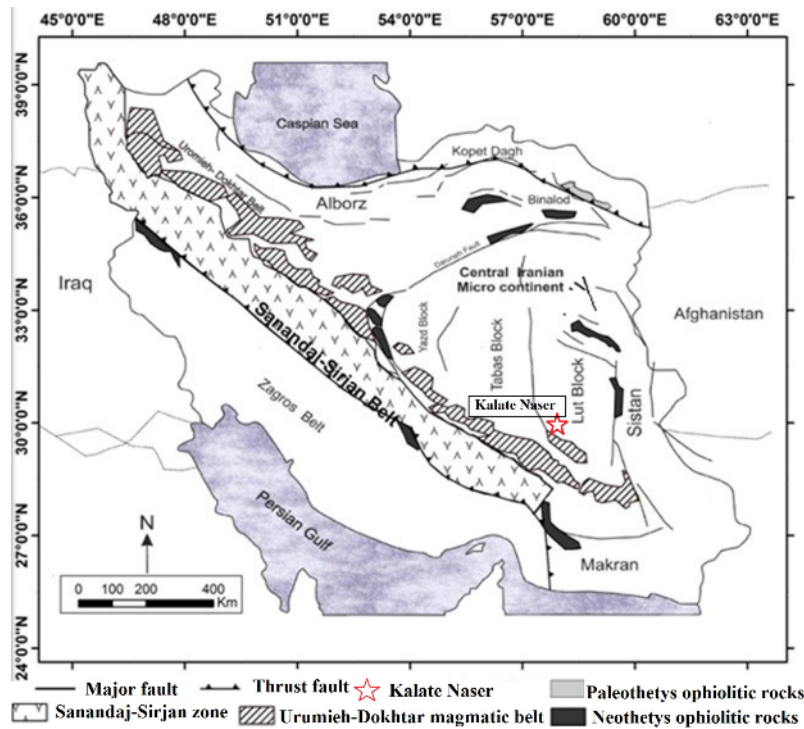 45°0'0"E 48°0'0"E 51°0'0"E 54°0'0"E 57°0'0"E 60°0'0"E 63°0'0"E
39°0'0"N
36°0'0"N
33°0'0"N
30°0'0"N
27°0'0"N
24°0'0"N
Caspian Sea
Kopet Dagh
Urumieh- Dokhtar Belt
Alborz
Binalod
Iraq
Central Iranian
Micro continent
Afghanistan
Yazd Block
Tabas Block
Lut Block
Sistan
Sanandaj-Sirjan Belt
Kalate Naser
Zagros Belt
Persian Gulf
Makran
N
0 100 200 400
Km
Major fault Thrust fault Kalate Naser Paleothetys ophiolitic rocks
Sanandaj-Sirjan zone Urumieh-Dokhtar magmatic belt Neothetys ophiolitic rocks